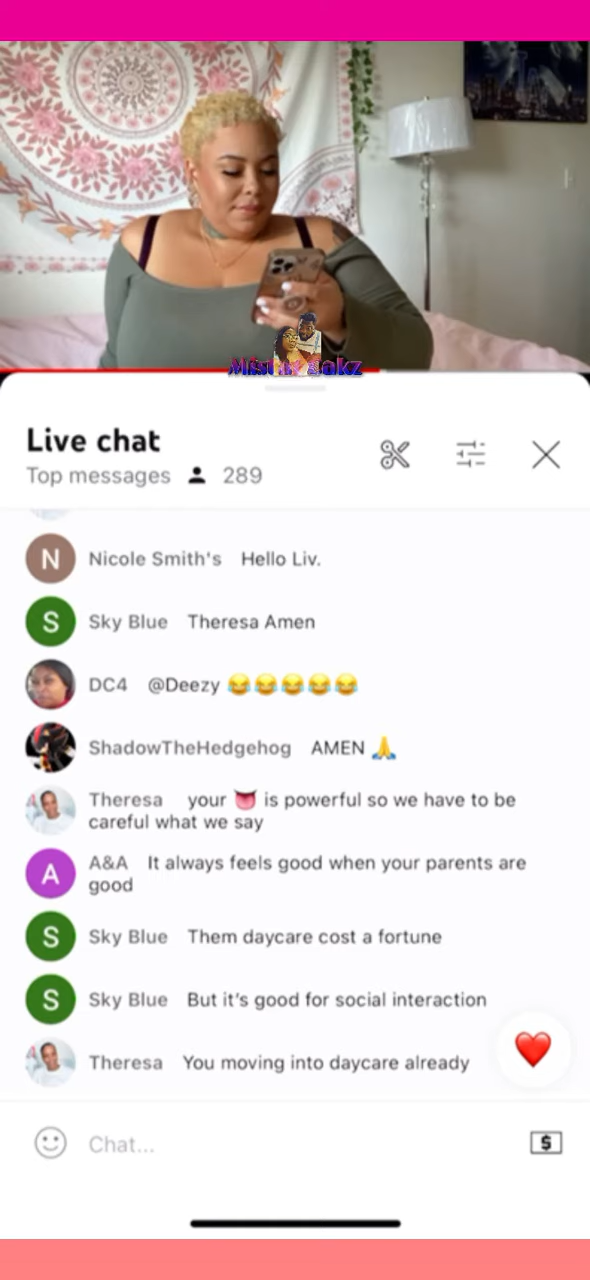 Live chat
Top messages 289
Nicole Smith's Hello Liv.
Sky Blue Theresa Amen
DC4 @Deezy 😂😂😂😂😂
ShadowTheHedgehog AMEN 🙏
Theresa your 👅 is powerful so we have to be
careful what we say
A&A It always feels good when your parents are
good
Sky Blue Them daycare cost a fortune
Sky Blue But it's good for social interaction
Theresa You moving into daycare already
Chat...